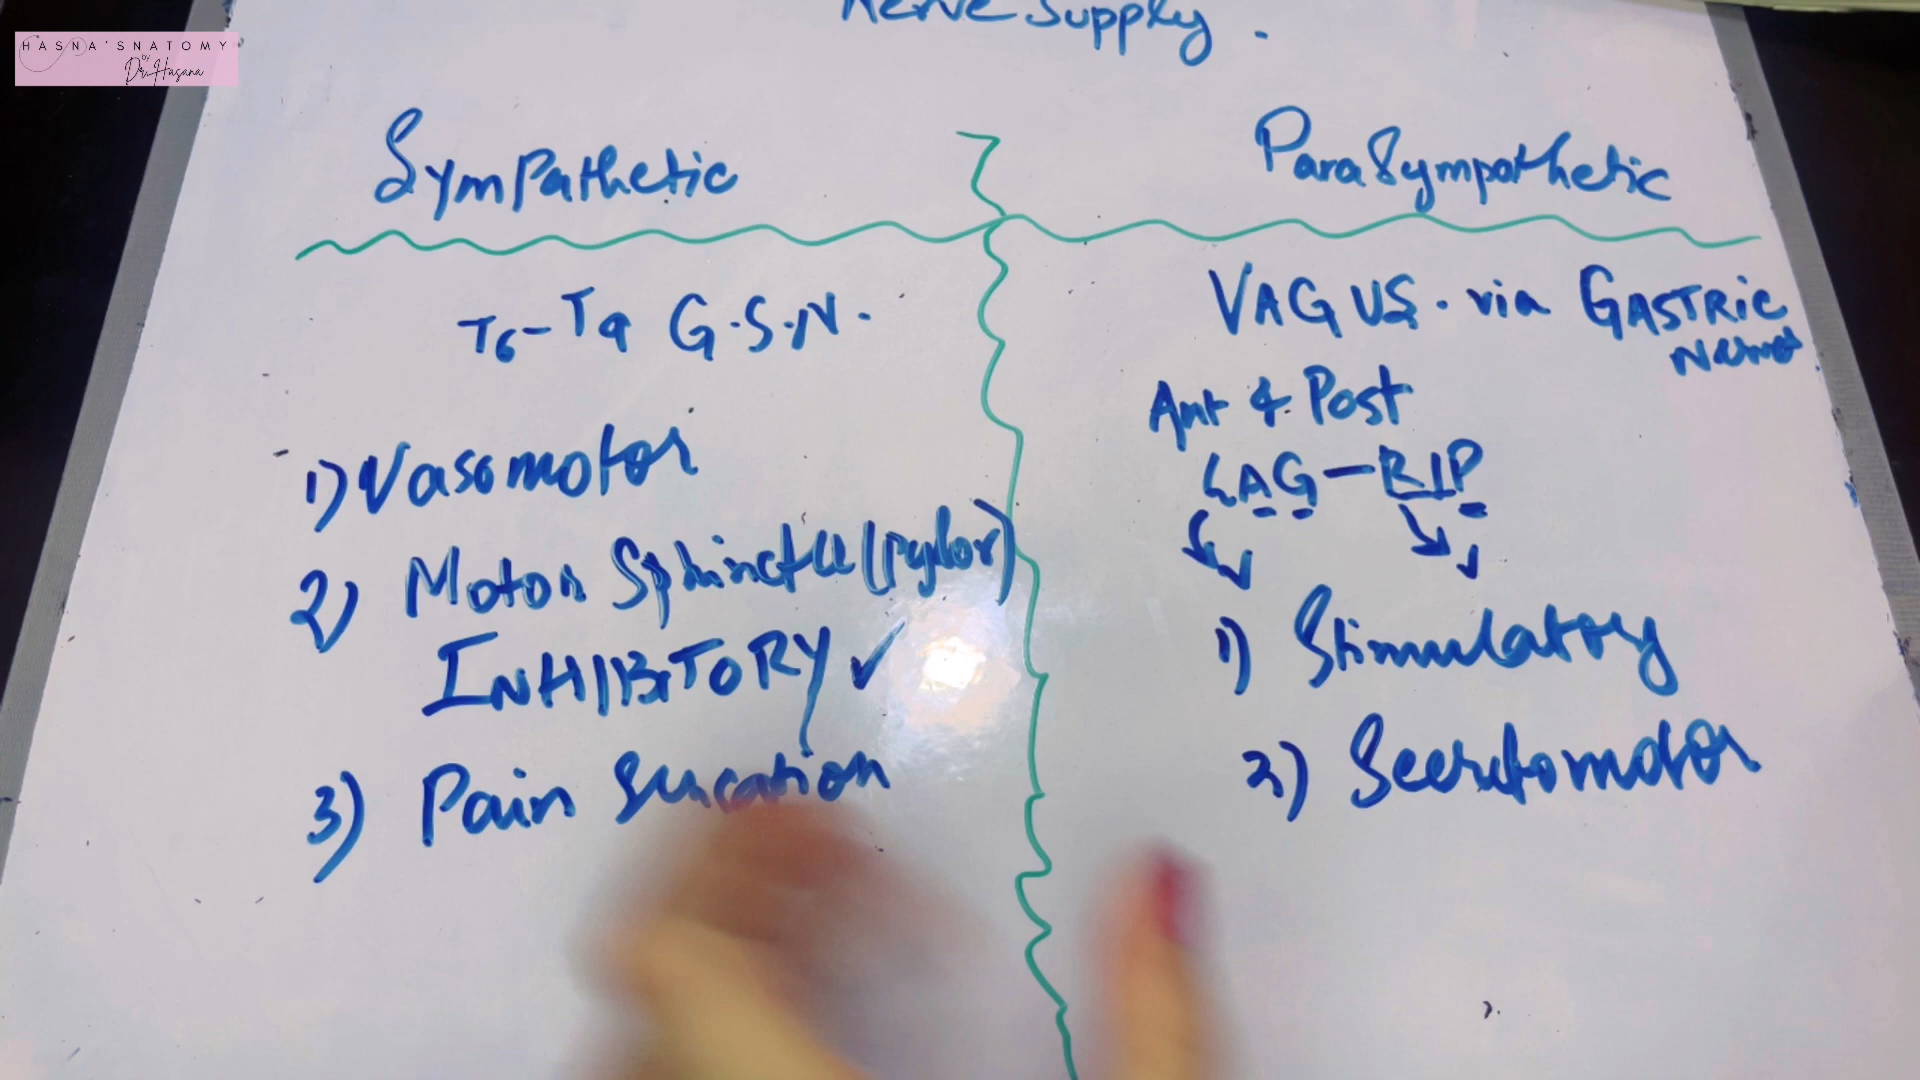 HASNA'SNATOMY
by
Dr. Hasana
Nerve Supply.
Sympathetic
T6-T9 G.S.N.
1) Vasomotor
2) Motor Sphincter (pylor)
INHIBITORY ✓
3) Pain Sensation
ParaSympathetic
VAGUS. via GASTRIC
Nerves
Ant & Post
LAG-RIP
1) Stimulatory
2) Secretomotor